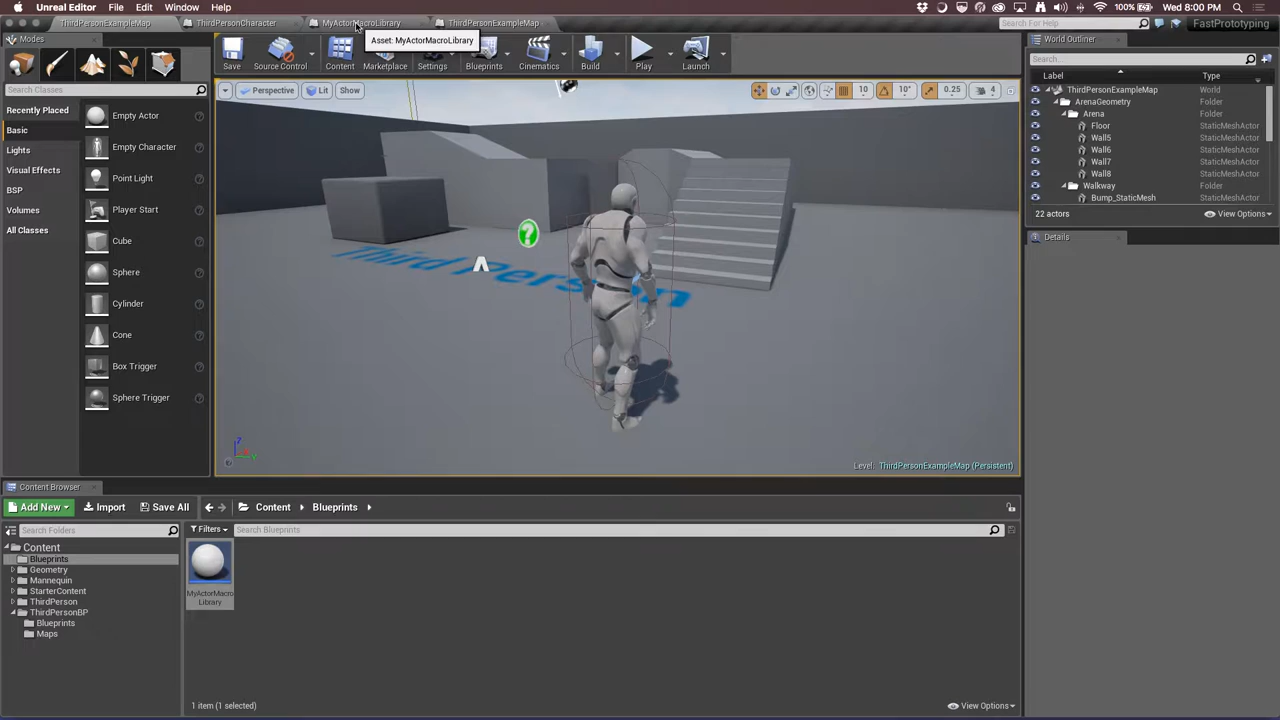 Unreal Editor File Edit Window Help
100% Wed 8:00 PM
ThirdPersonExampleMap ThirdPersonCharacter MyActorMacroLibrary ThirdPersonExampleMap
Search For Help FastPrototyping
Asset: MyActorMacroLibrary
Modes
World Outliner
Save Source Control Content Marketplace Settings Blueprints Cinematics Build Play Launch
Search...
Label Type
Search Classes
Perspective Lit Show
10 10° 0.25 4
ThirdPersonExampleMap World
ArenaGeometry Folder
Arena Folder
Floor StaticMeshActor
Wall5 StaticMeshActor
Wall6 StaticMeshActor
Wall7 StaticMeshActor
Wall8 StaticMeshActor
Walkway Folder
Bump_StaticMesh StaticMeshActor
22 actors View Options
Details
Recently Placed
Basic
Lights
Visual Effects
BSP
Volumes
All Classes
Empty Actor
Empty Character
Point Light
Player Start
Cube
Sphere
Cylinder
Cone
Box Trigger
Sphere Trigger
Third Person
Level: ThirdPersonExampleMap (Persistent)
Content Browser
Add New Import Save All Content Blueprints
Search Folders
Filters Search Blueprints
Content
Blueprints
Geometry
Mannequin
StarterContent
ThirdPerson
ThirdPersonBP
Blueprints
Maps
MyActorMacro
Library
1 item (1 selected) View Options